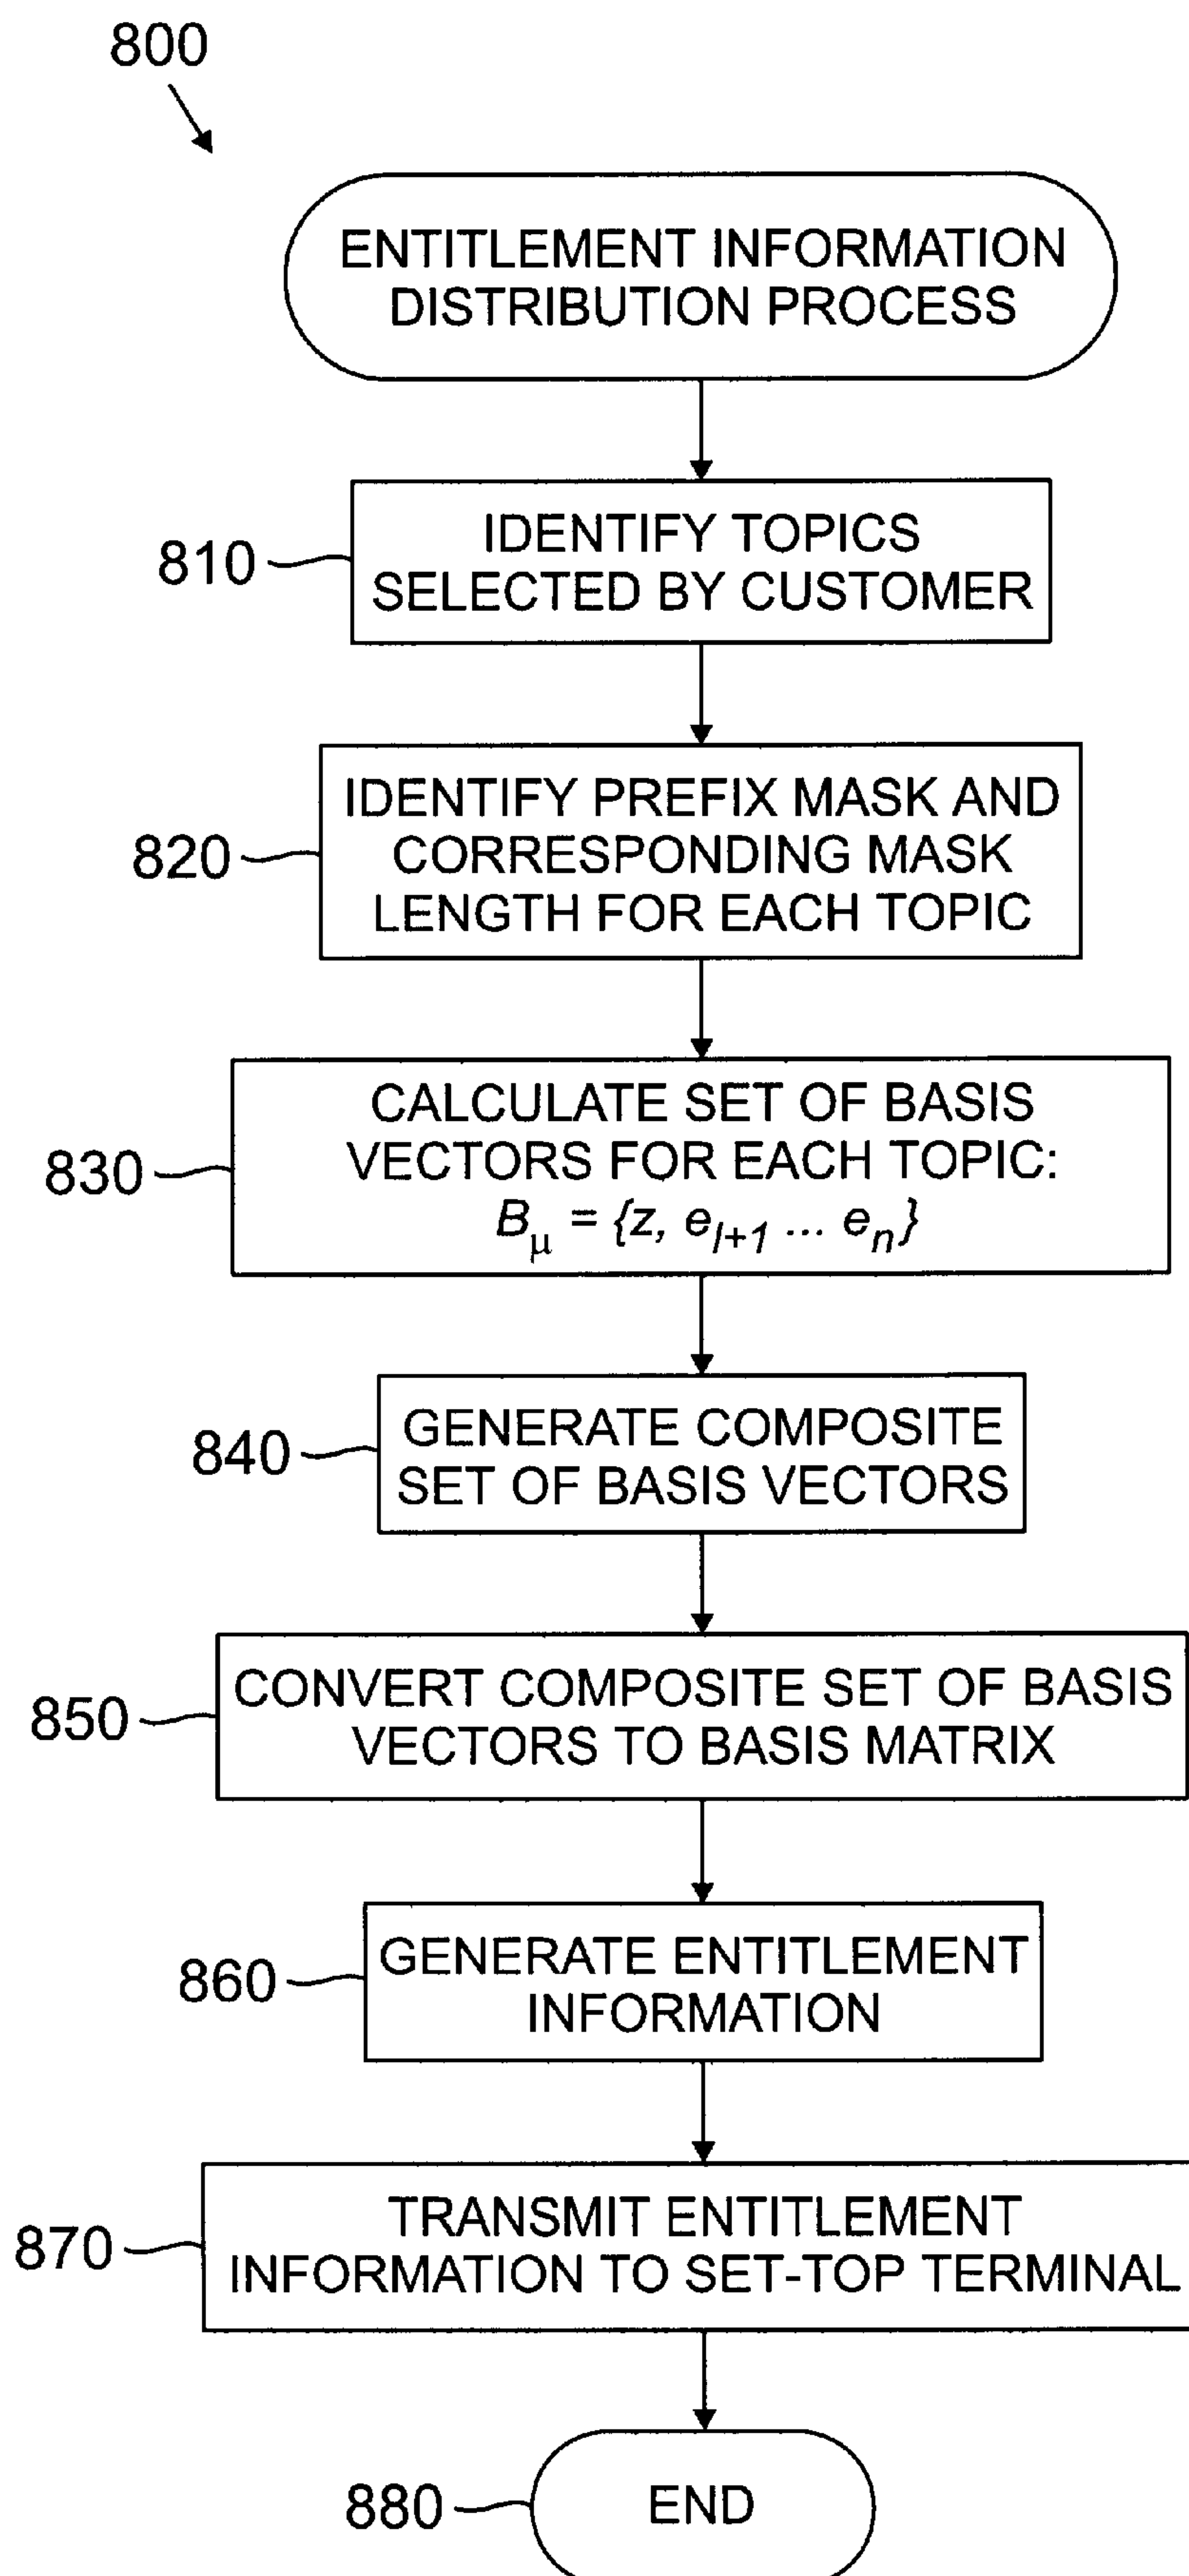 800
ENTITLEMENT INFORMATION
DISTRIBUTION PROCESS
810
IDENTIFY TOPICS
SELECTED BY CUSTOMER
820
IDENTIFY PREFIX MASK AND
CORRESPONDING MASK
LENGTH FOR EACH TOPIC
830
CALCULATE SET OF BASIS
VECTORS FOR EACH TOPIC:
B_μ = {z, e_{l+1} ... e_n}
840
GENERATE COMPOSITE
SET OF BASIS VECTORS
850
CONVERT COMPOSITE SET OF BASIS
VECTORS TO BASIS MATRIX
860
GENERATE ENTITLEMENT
INFORMATION
870
TRANSMIT ENTITLEMENT
INFORMATION TO SET-TOP TERMINAL
880
END